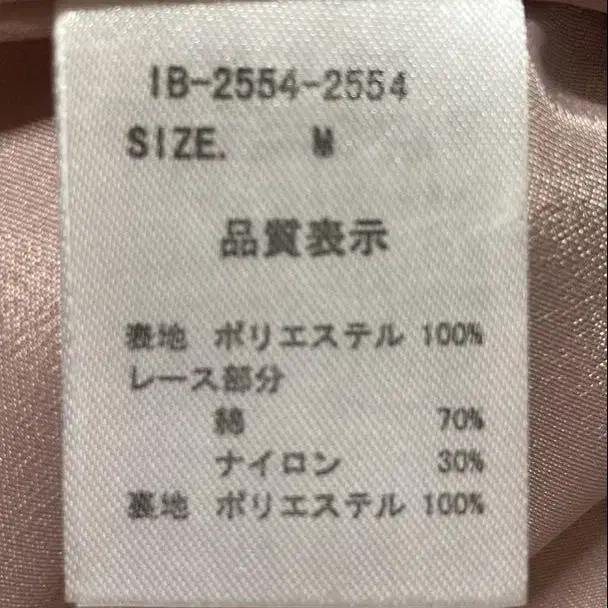 IB-2554-2554
SIZE. M
品質表示
表地 ポリエステル 100%
レース部分
綿 70%
ナイロン 30%
裏地 ポリエステル 100%